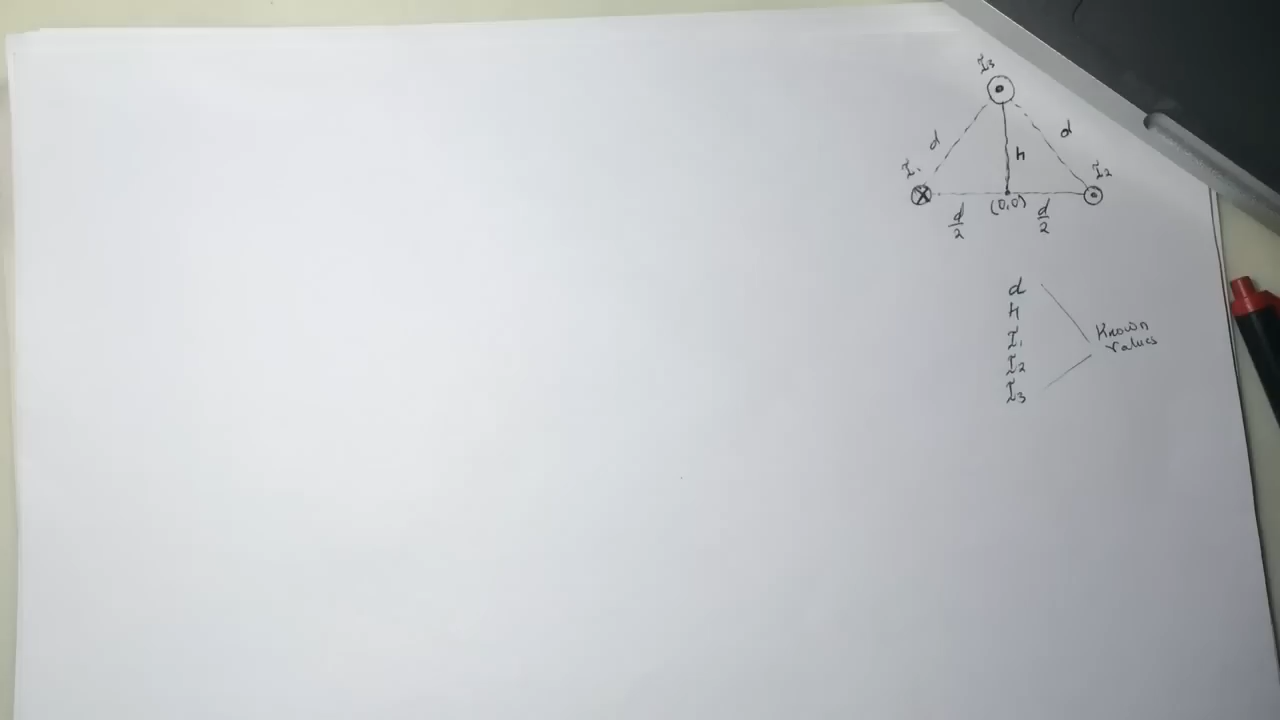 I3
d
d
h
I1
I2
(0,0)
d/2
d/2
d
h
I1
I2
I3
Known
values